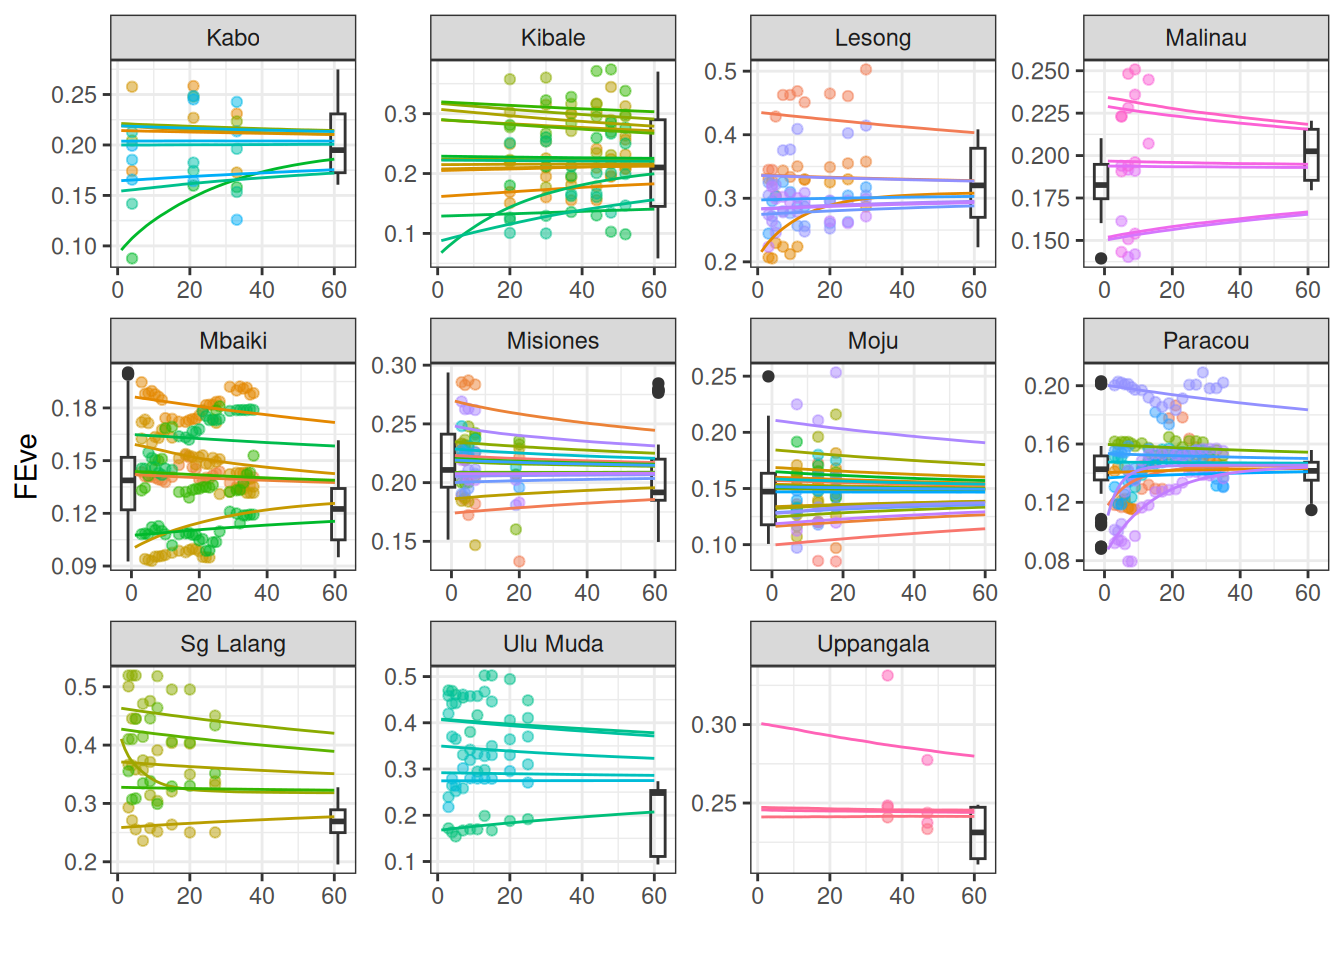 Kabo Kibale Lesong Malinau
0.25 0.20 0.15 0.10
0.3 0.2 0.1
0.5 0.4 0.3 0.2
0.250 0.225 0.200 0.175 0.150
0 20 40 60 0 20 40 60 0 20 40 60 0 20 40 60
Mbaiki Misiones Moju Paracou
FEve
0.18 0.15 0.12 0.09
0.30 0.25 0.20 0.15
0.25 0.20 0.15 0.10
0.20 0.16 0.12 0.08
0 20 40 60 0 20 40 60 0 20 40 60 0 20 40 60
Sg Lalang Ulu Muda Uppangala
0.5 0.4 0.3 0.2
0.5 0.4 0.3 0.2 0.1
0.30 0.25
0 20 40 60 0 20 40 60 0 20 40 60